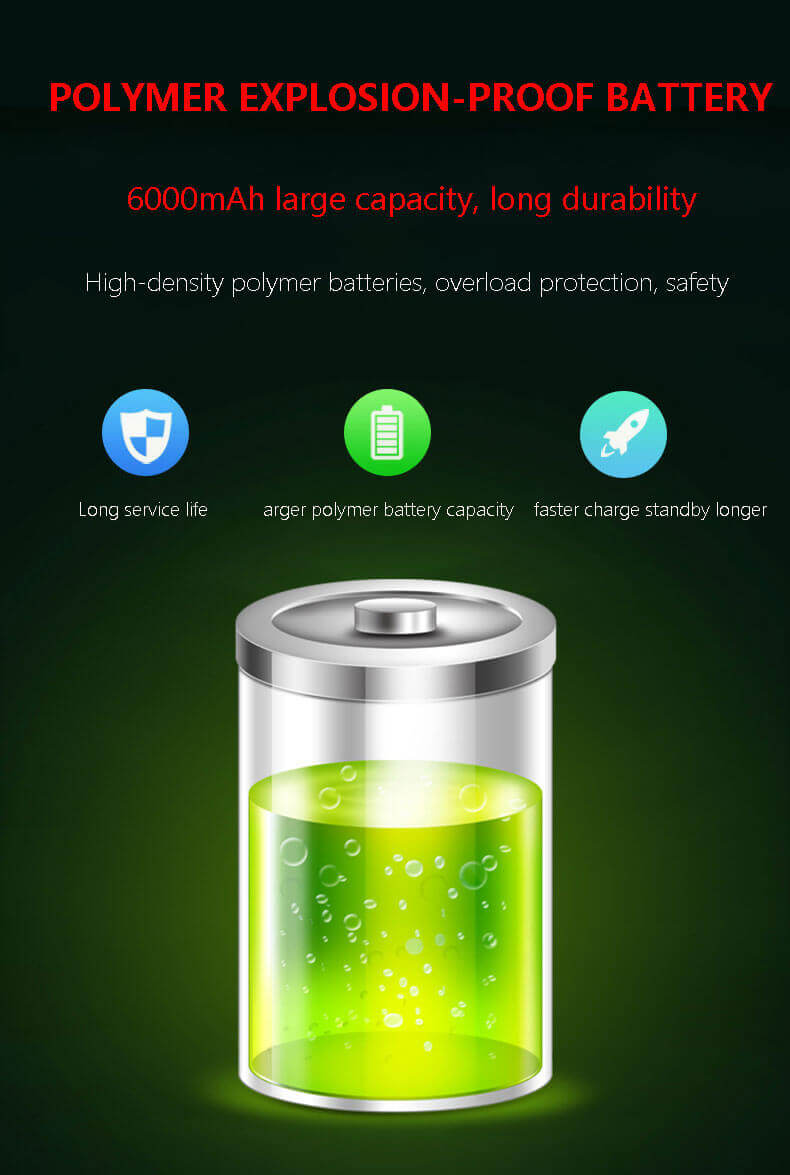 POLYMER EXPLOSION-PROOF BATTERY
6000mAh large capacity, long durability
High-density polymer batteries, overload protection, safety
Long service life
arger polymer battery capacity
faster charge standby longer